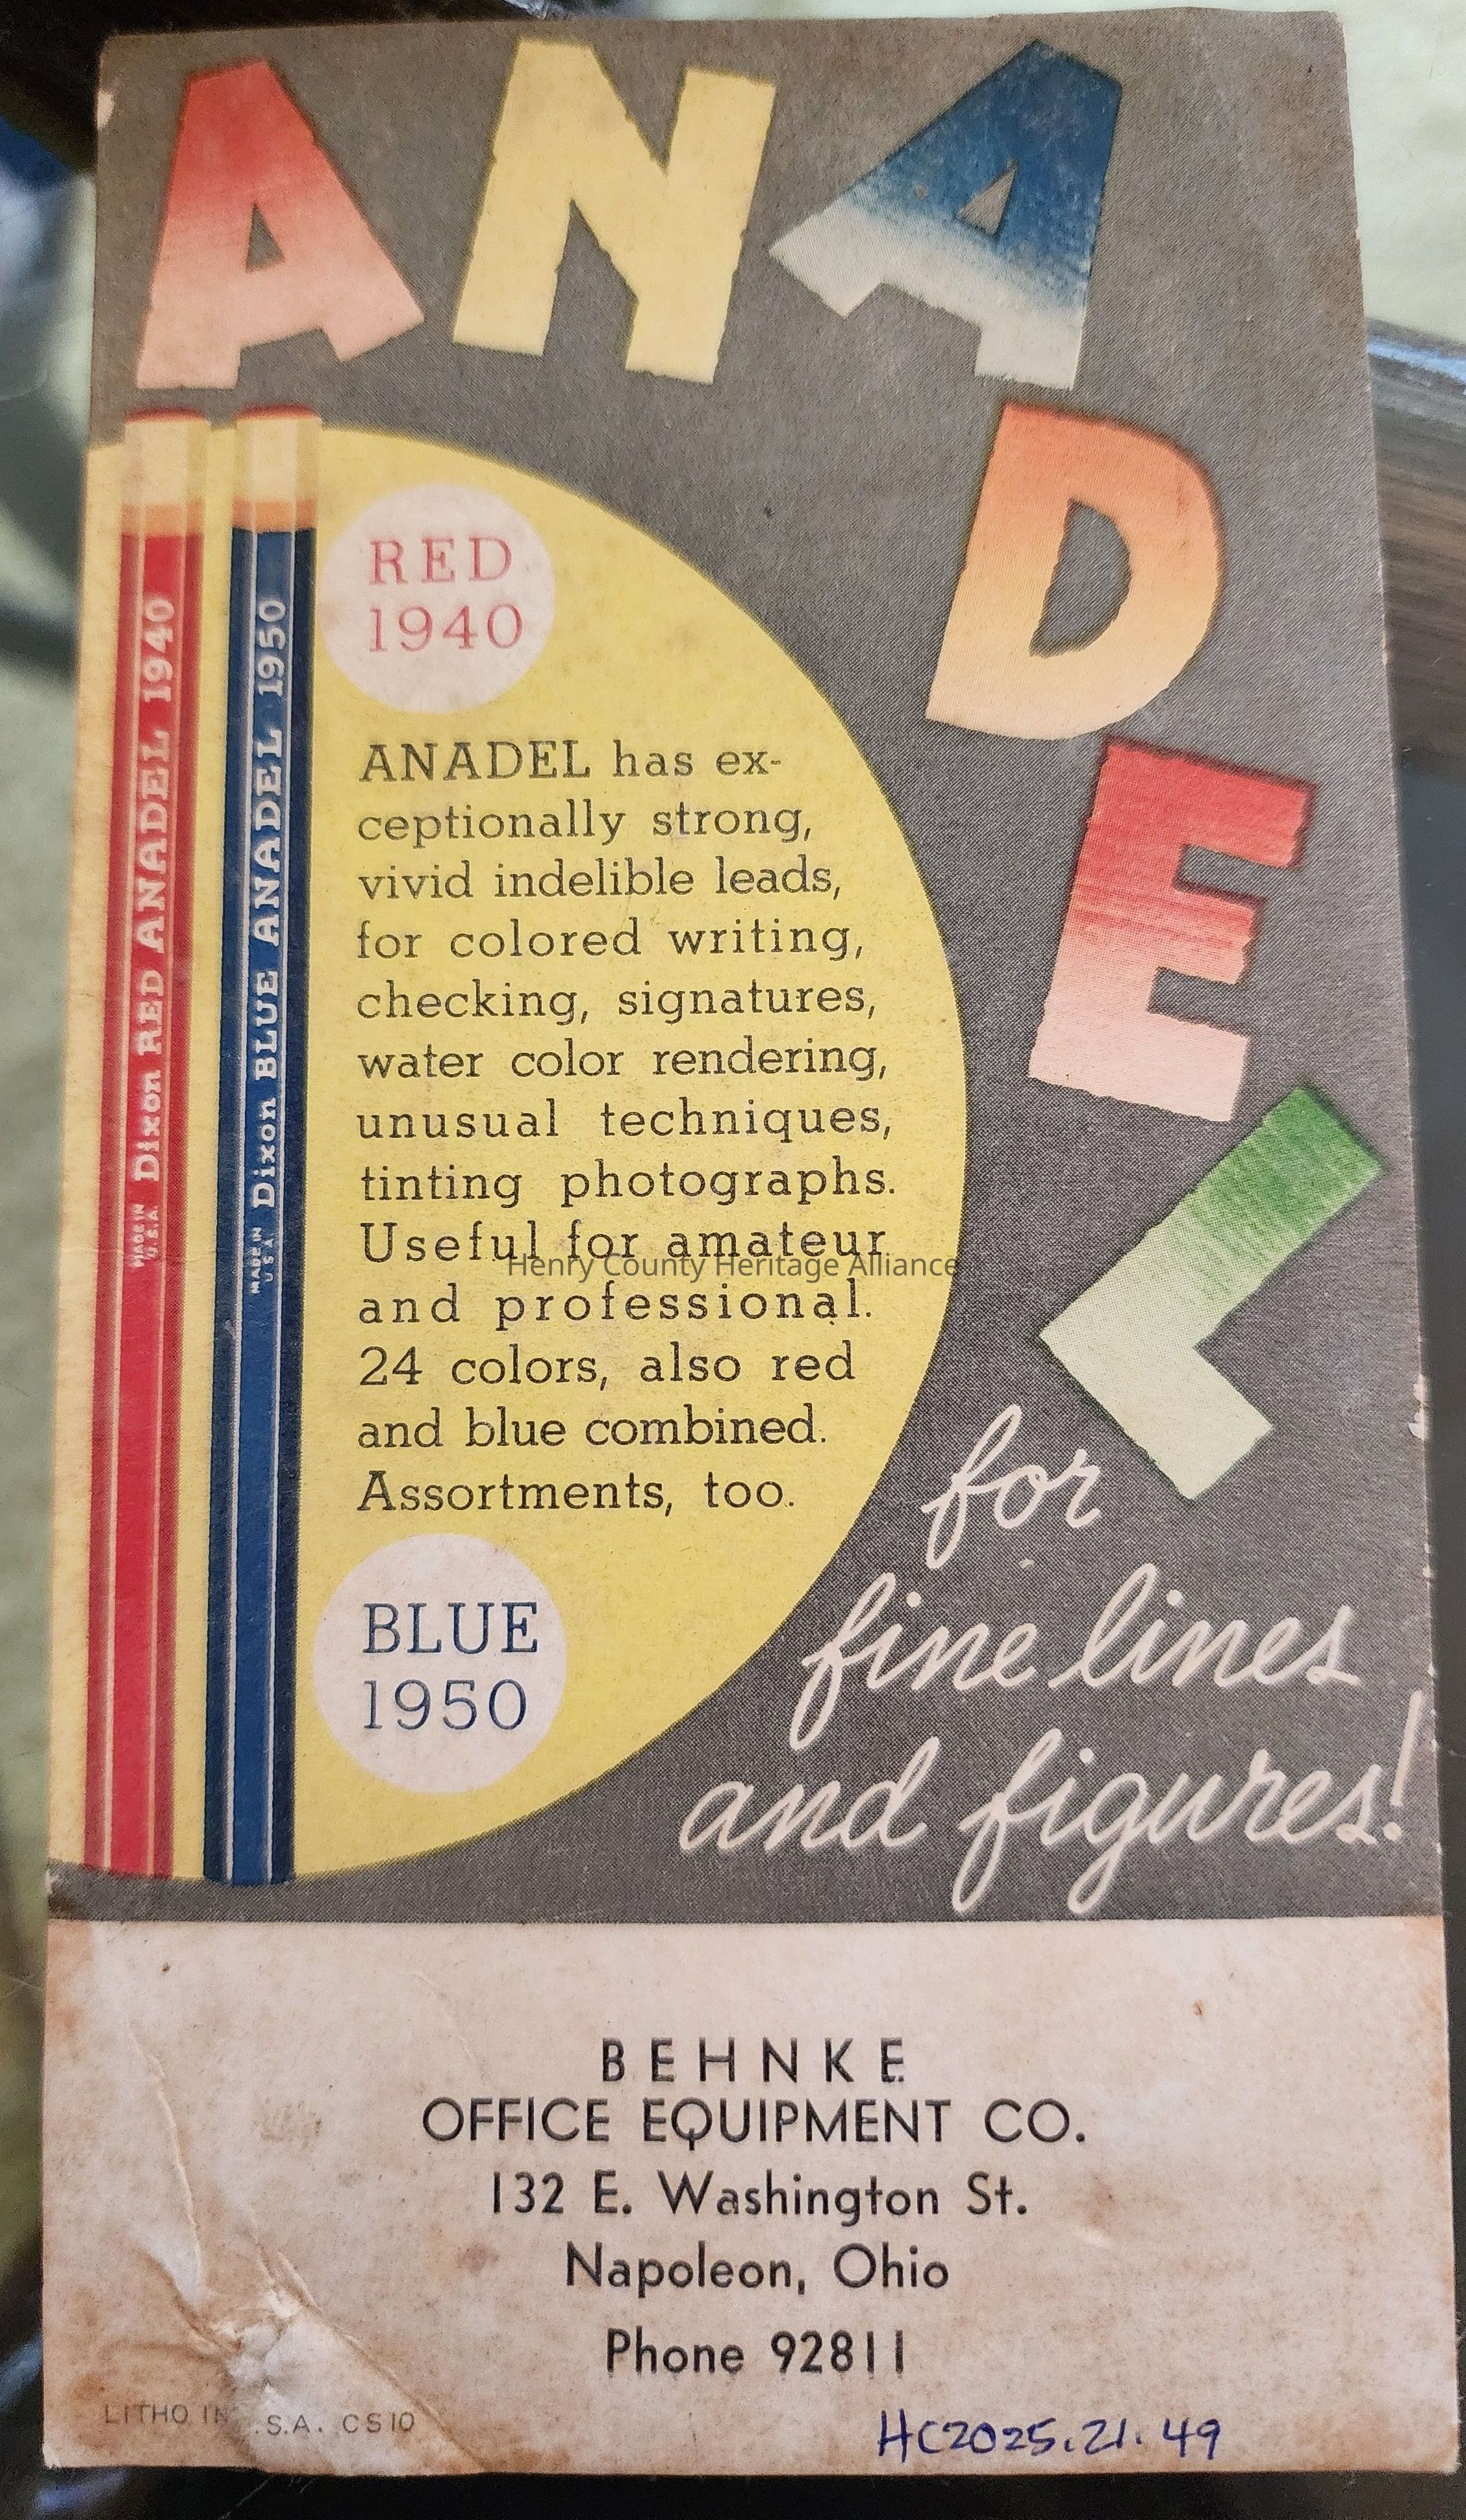 ANADEL
RED
1940
MADE IN U.S.A. Dixon RED ANADEL 1940
MADE IN U S A Dixon BLUE ANADEL 1950
ANADEL has ex-
ceptionally strong,
vivid indelible leads,
for colored writing,
checking, signatures,
water color rendering,
unusual techniques,
tinting photographs.
Useful for amateur
Henry County Heritage Alliance
and professional.
24 colors, also red
and blue combined.
Assortments, too.
BLUE
1950
for
fine lines
and figures!
BEHNKE
OFFICE EQUIPMENT CO.
132 E. Washington St.
Napoleon, Ohio
Phone 92811
LITHO IN .S.A. CS10
HC2025.21.49